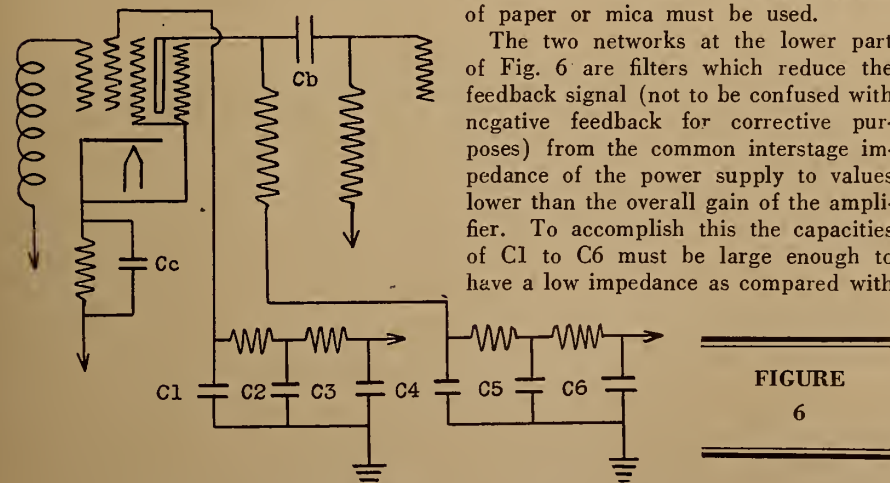 of paper or mica must be used.
The two networks at the lower part
of Fig. 6 are filters which reduce the
feedback signal (not to be confused with
negative feedback for corrective pur-
poses) from the common interstage im-
pedance of the power supply to values
lower than the overall gain of the ampli-
fier. To accomplish this the capacities
of C1 to C6 must be large enough to
have a low impedance as compared with
Cb
Cc
C1 C2 C3 C4 C5 C6
FIGURE
6